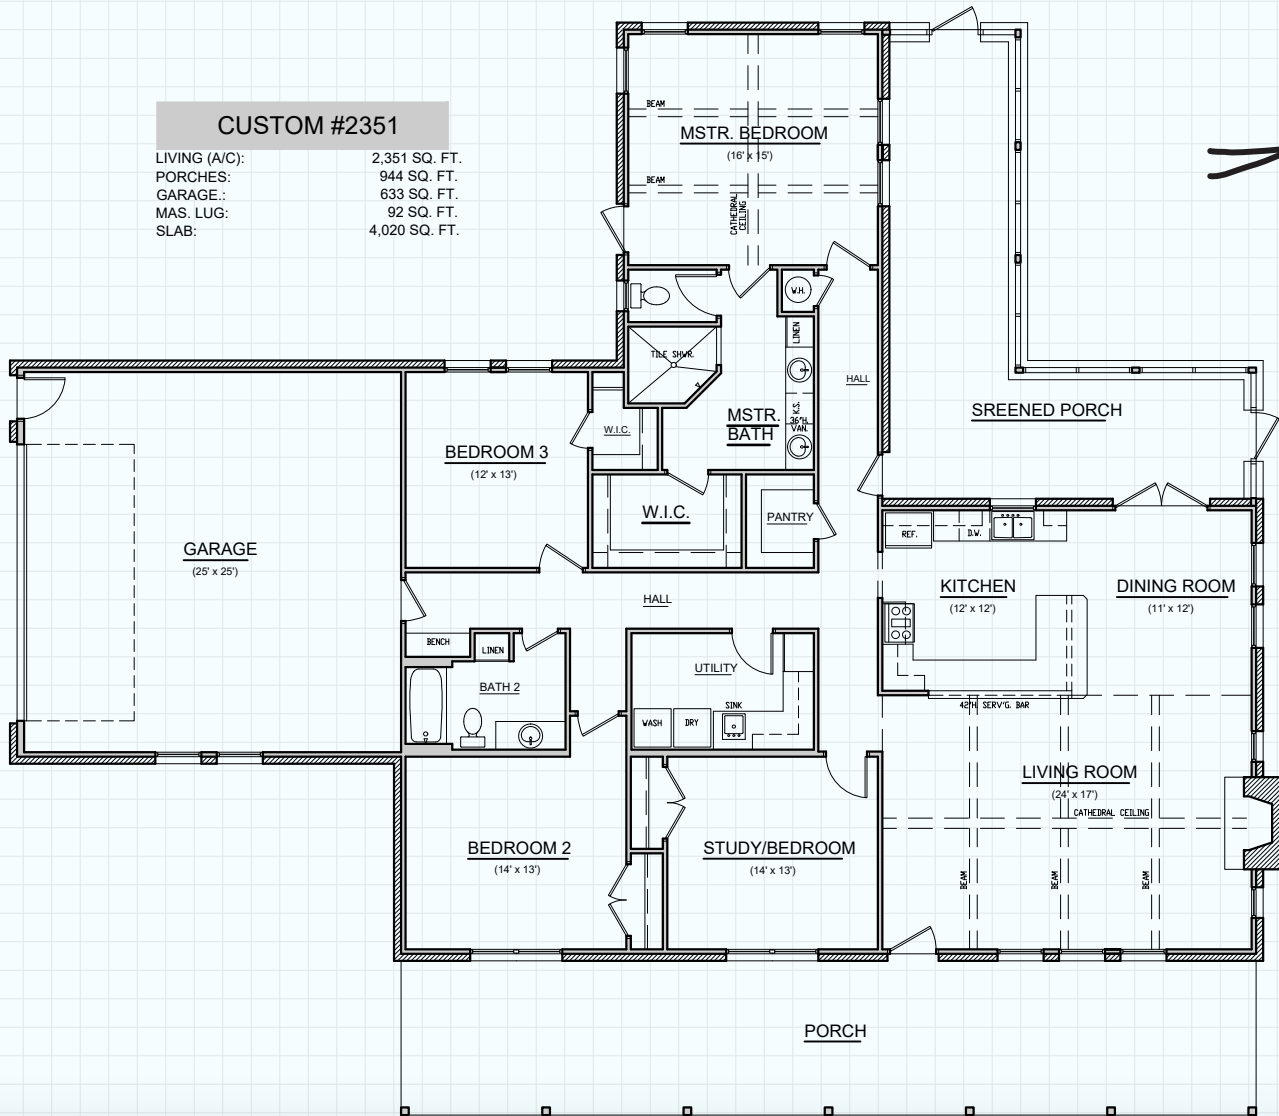 CUSTOM #2351
LIVING (A/C): 2,351 SQ. FT.
PORCHES: 944 SQ. FT.
GARAGE.: 633 SQ. FT.
MAS. LUG: 92 SQ. FT.
SLAB: 4,020 SQ. FT.
BEAM
MSTR. BEDROOM
(16' x 15')
BEAM
CATHEDRAL
CEILING
W.H.
LINEN
TILE SHWR.
HALL
K.S.
36"H.
VAN.
MSTR.
BATH
SREENED PORCH
W.I.C.
BEDROOM 3
(12' x 13')
W.I.C.
PANTRY
REF.
D.W.
GARAGE
(25' x 25')
KITCHEN
(12' x 12')
DINING ROOM
(11' x 12')
HALL
BENCH
LINEN
BATH 2
UTILITY
SINK
WASH
DRY
42"H. SERV'G. BAR
LIVING ROOM
(24' x 17')
CATHEDRAL CEILING
BEDROOM 2
(14' x 13')
STUDY/BEDROOM
(14' x 13')
BEAM
BEAM
BEAM
PORCH